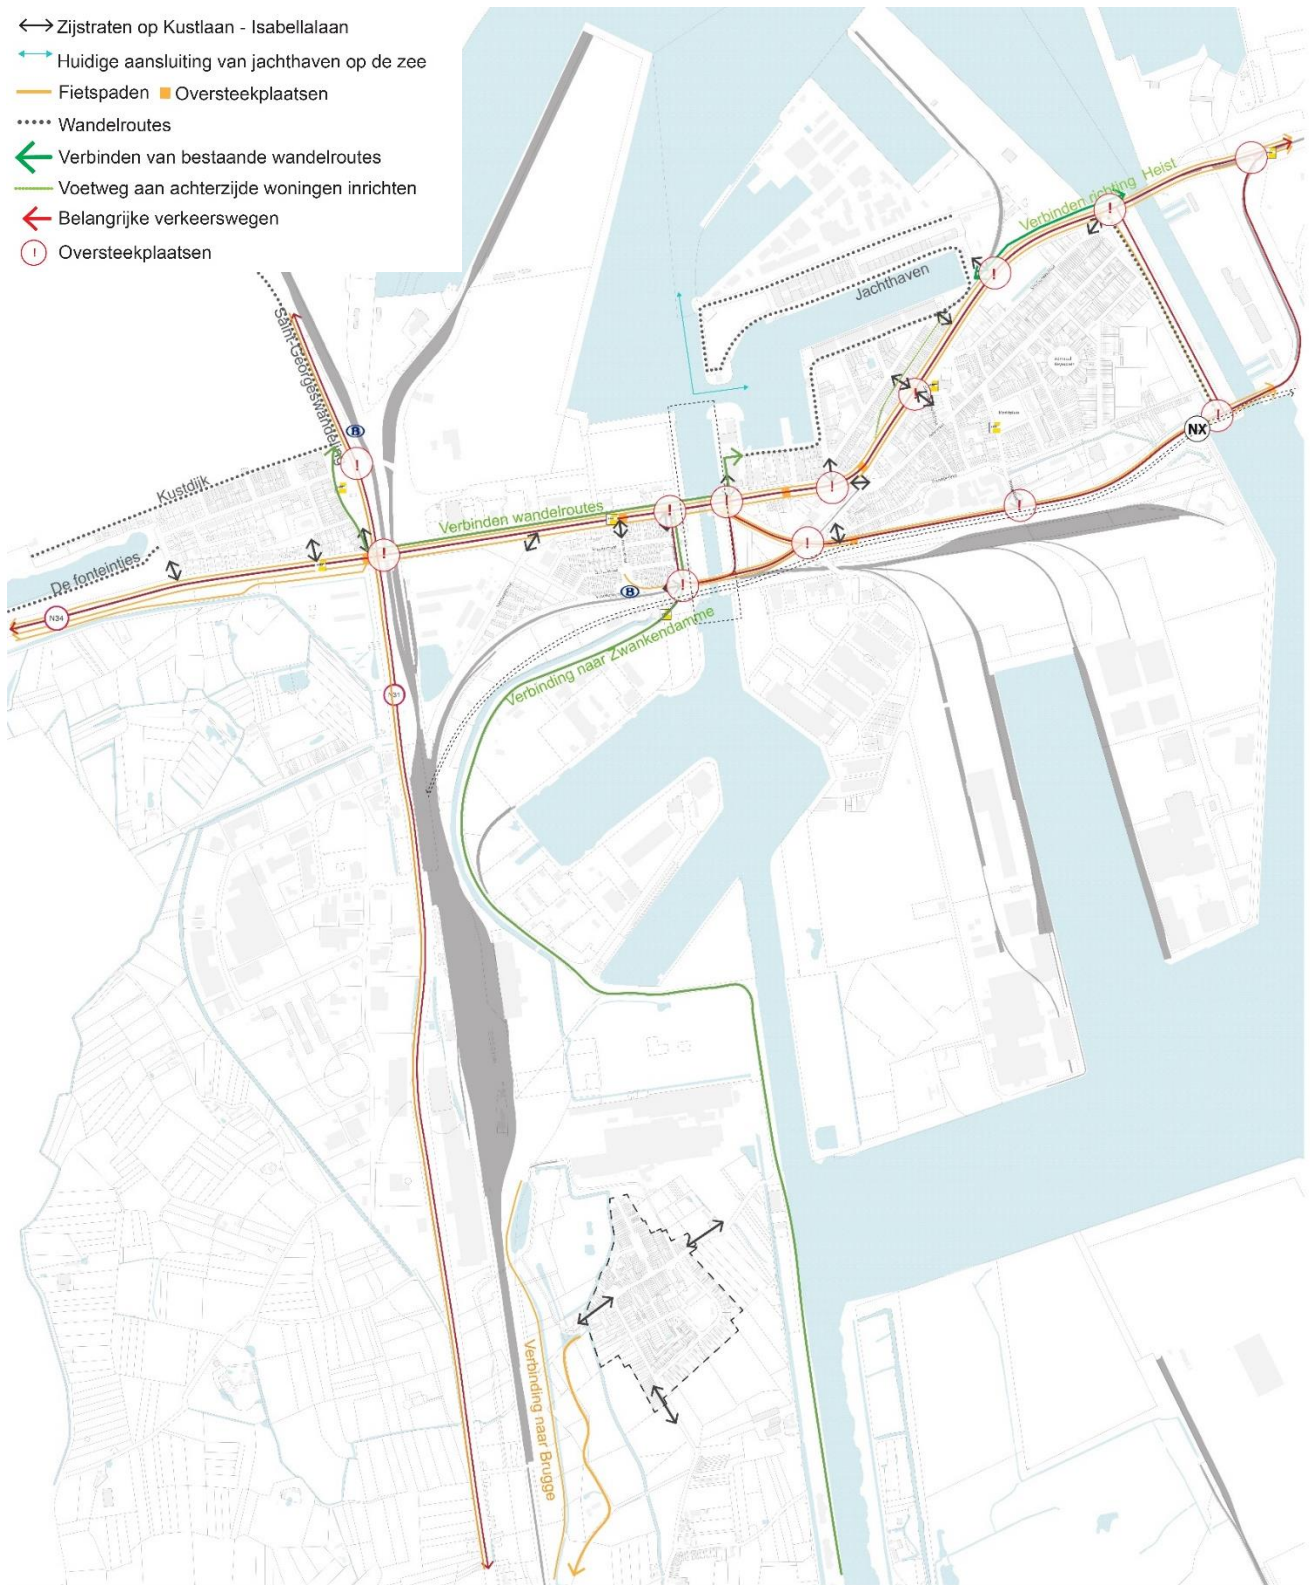 Zijstraten op Kustlaan - Isabellalaan
Huidige aansluiting van jachthaven op de zee
Fietspaden
Oversteekplaatsen
Wandelroutes
Verbinden van bestaande wandelroutes
Voetweg aan achterzijde woningen inrichten
Belangrijke verkeerswegen
! Oversteekplaatsen
Verbinden richting Heist
Jachthaven
Saint-Georgeswandeling
B
Kustdijk
Verbinden wandelroutes
De fonteintjes
N34
NX
B
Verbinding naar Zwankendamme
N31
Verbinding naar Brugge